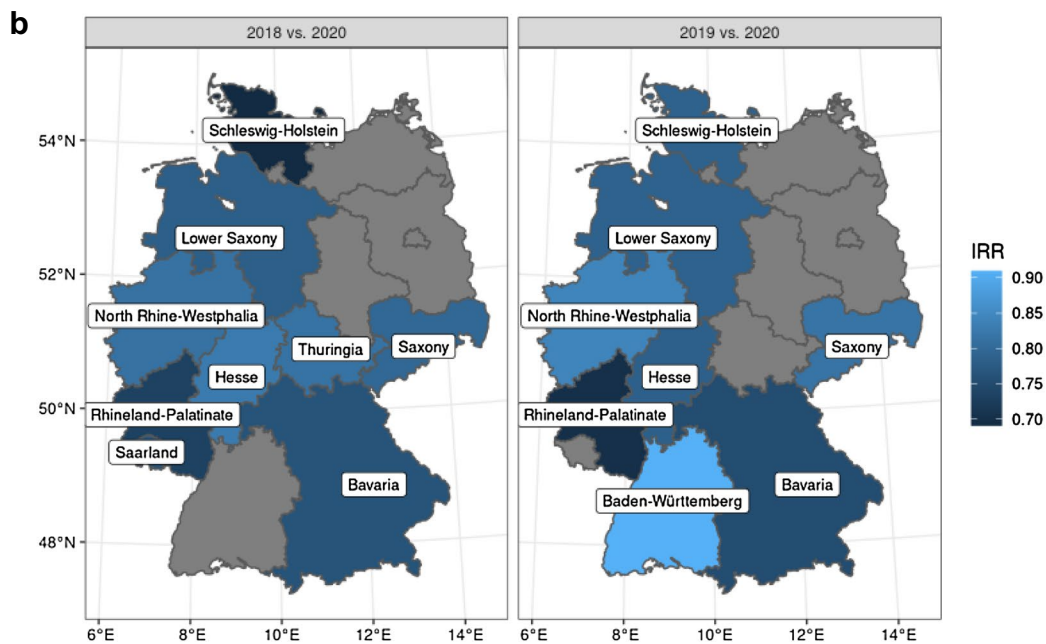 b
2018 vs. 2020
2019 vs. 2020
54°N
52°N
50°N
48°N
Schleswig-Holstein
Lower Saxony
North Rhine-Westphalia
Thuringia
Saxony
Hesse
Rhineland-Palatinate
Saarland
Bavaria
6°E
8°E
10°E
12°E
14°E
Schleswig-Holstein
Lower Saxony
North Rhine-Westphalia
Saxony
Hesse
Rhineland-Palatinate
Bavaria
Baden-Württemberg
6°E
8°E
10°E
12°E
14°E
IRR
0.90
0.85
0.80
0.75
0.70